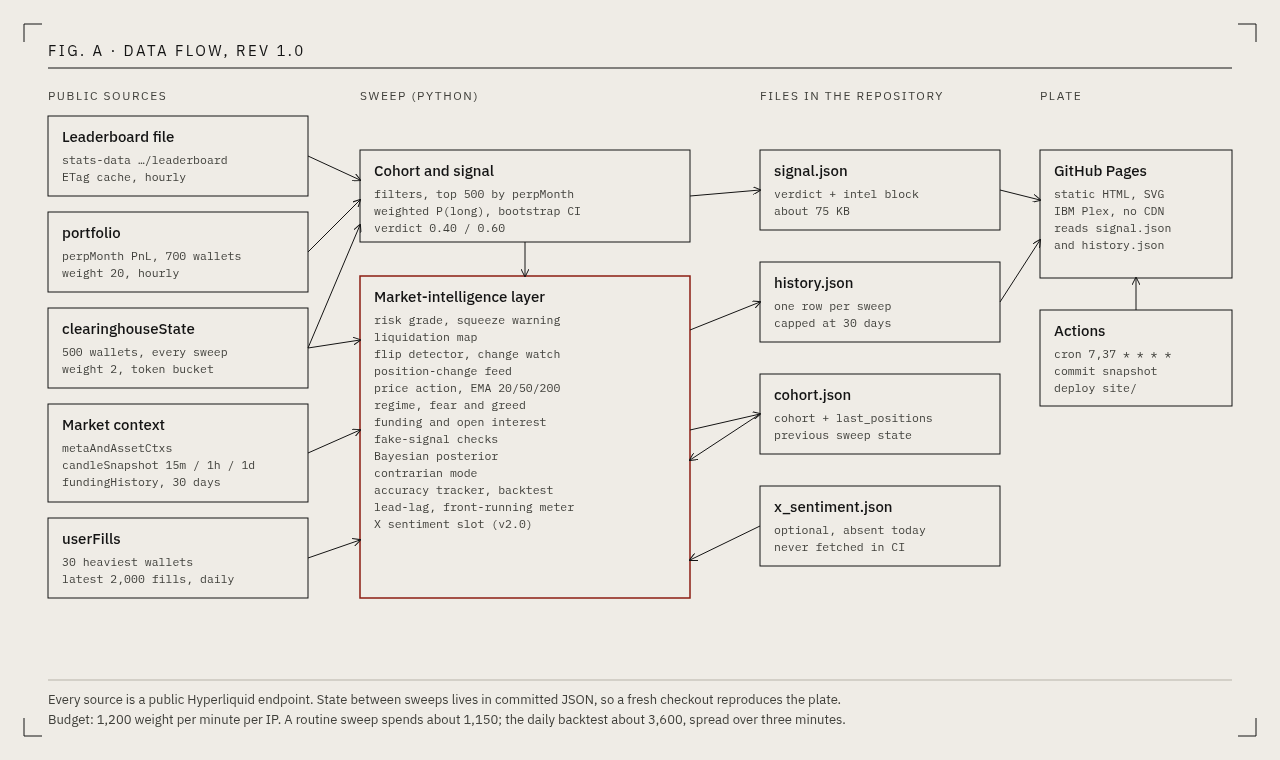 FIG. A · DATA FLOW, REV 1.0
PUBLIC SOURCES
Leaderboard file
stats-data …/leaderboard
ETag cache, hourly
portfolio
perpMonth PnL, 700 wallets
weight 20, hourly
clearinghouseState
500 wallets, every sweep
weight 2, token bucket
Market context
metaAndAssetCtxs
candleSnapshot 15m / 1h / 1d
fundingHistory, 30 days
userFills
30 heaviest wallets
latest 2,000 fills, daily
SWEEP (PYTHON)
Cohort and signal
filters, top 500 by perpMonth
weighted P(long), bootstrap CI
verdict 0.40 / 0.60
Market-intelligence layer
risk grade, squeeze warning
liquidation map
flip detector, change watch
position-change feed
price action, EMA 20/50/200
regime, fear and greed
funding and open interest
fake-signal checks
Bayesian posterior
contrarian mode
accuracy tracker, backtest
lead-lag, front-running meter
X sentiment slot (v2.0)
FILES IN THE REPOSITORY
signal.json
verdict + intel block
about 75 KB
history.json
one row per sweep
capped at 30 days
cohort.json
cohort + last_positions
previous sweep state
x_sentiment.json
optional, absent today
never fetched in CI
PLATE
GitHub Pages
static HTML, SVG
IBM Plex, no CDN
reads signal.json
and history.json
Actions
cron 7,37 * * * *
commit snapshot
deploy site/
Every source is a public Hyperliquid endpoint. State between sweeps lives in committed JSON, so a fresh checkout reproduces the plate.
Budget: 1,200 weight per minute per IP. A routine sweep spends about 1,150; the daily backtest about 3,600, spread over three minutes.